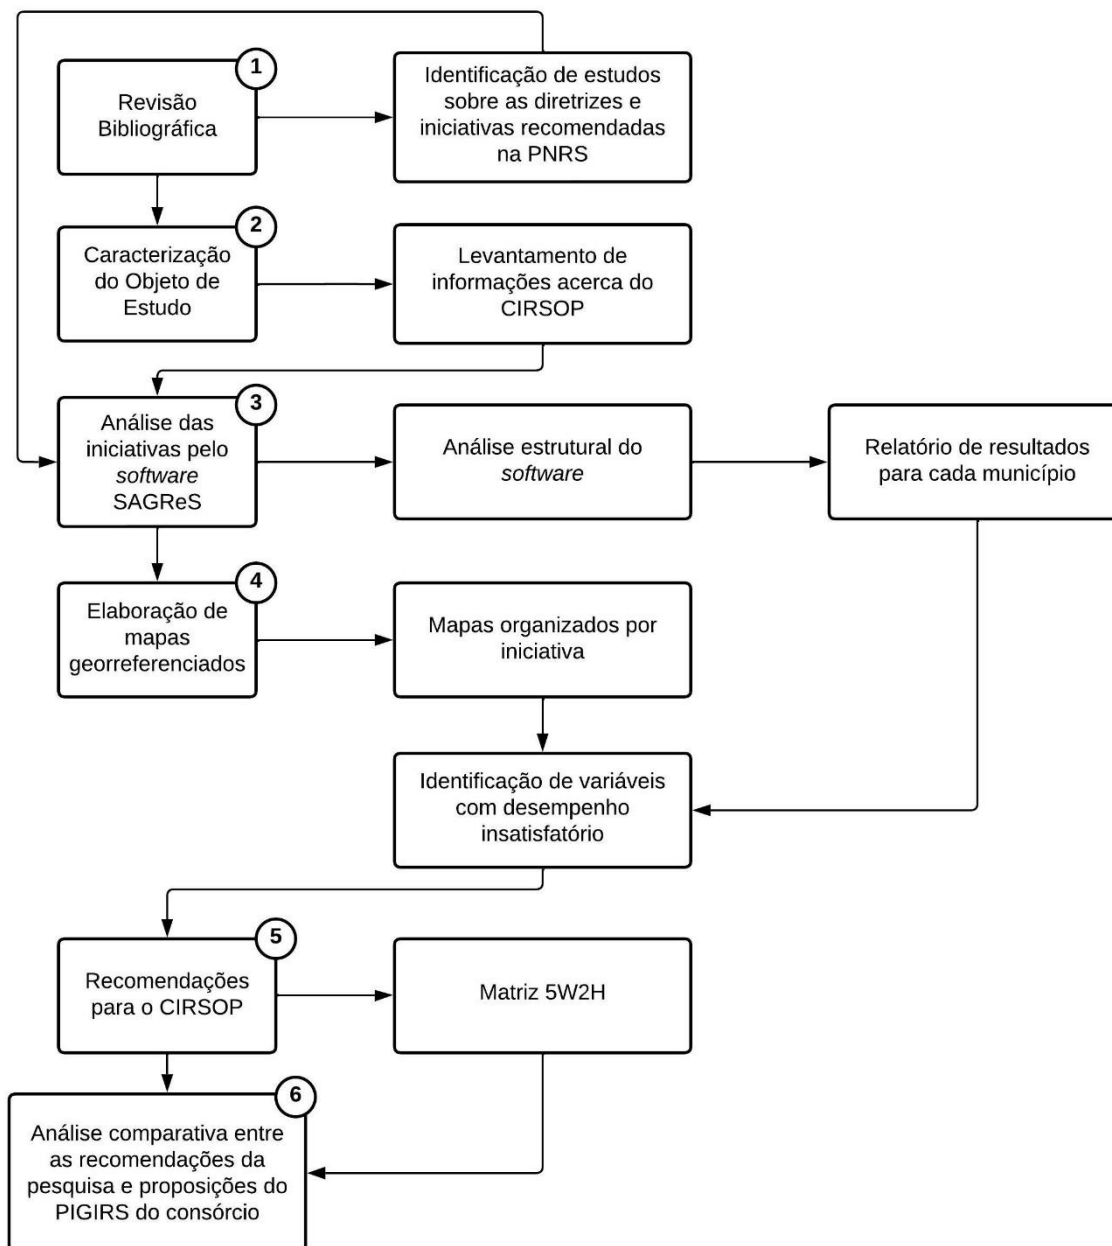 1
Revisão
Bibliográfica
Identificação de estudos
sobre as diretrizes e
iniciativas recomendadas
na PNRS
2
Caracterização
do Objeto de
Estudo
Levantamento de
informações acerca do
CIRSOP
3
Análise das
iniciativas pelo
software
SAGReS
Análise estrutural do
software
Relatório de resultados
para cada município
4
Elaboração de
mapas
georreferenciados
Mapas organizados por
iniciativa
Identificação de variáveis
com desempenho
insatisfatório
5
Recomendações
para o CIRSOP
Matriz 5W2H
6
Análise comparativa entre
as recomendações da
pesquisa e proposições do
PIGIRS do consórcio